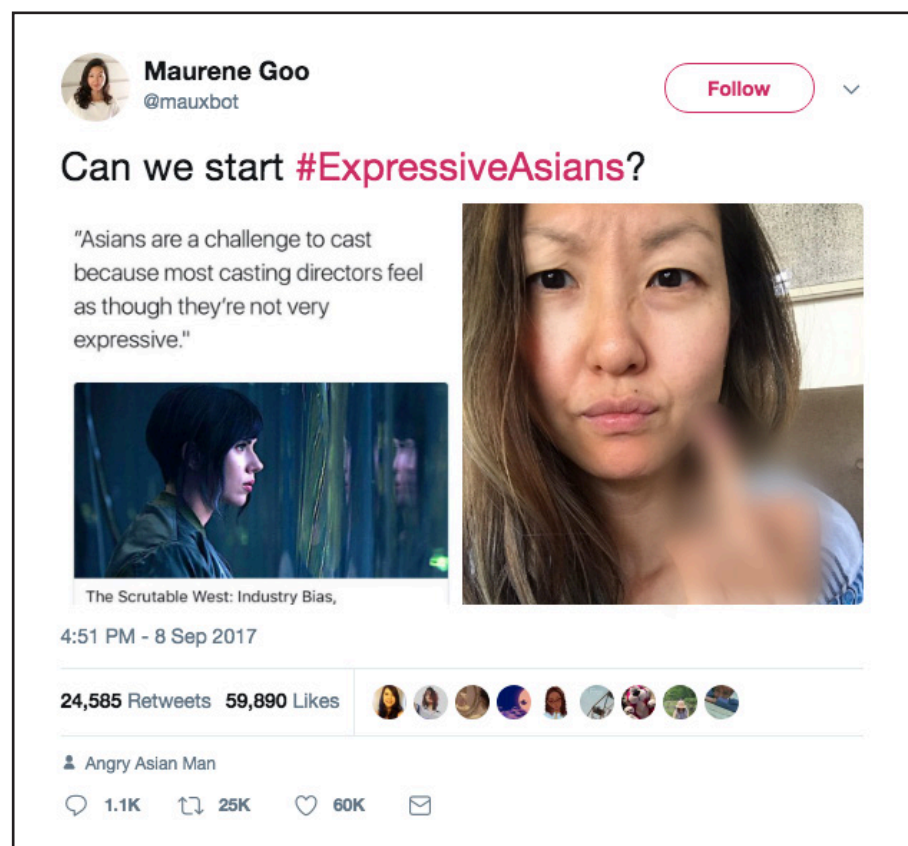 Maurene Goo
@mauxbot
Follow
Can we start #ExpressiveAsians?
"Asians are a challenge to cast
because most casting directors feel
as though they're not very
expressive."
The Scrutable West: Industry Bias,
4:51 PM - 8 Sep 2017
24,585 Retweets 59,890 Likes
Angry Asian Man
1.1K 25K 60K